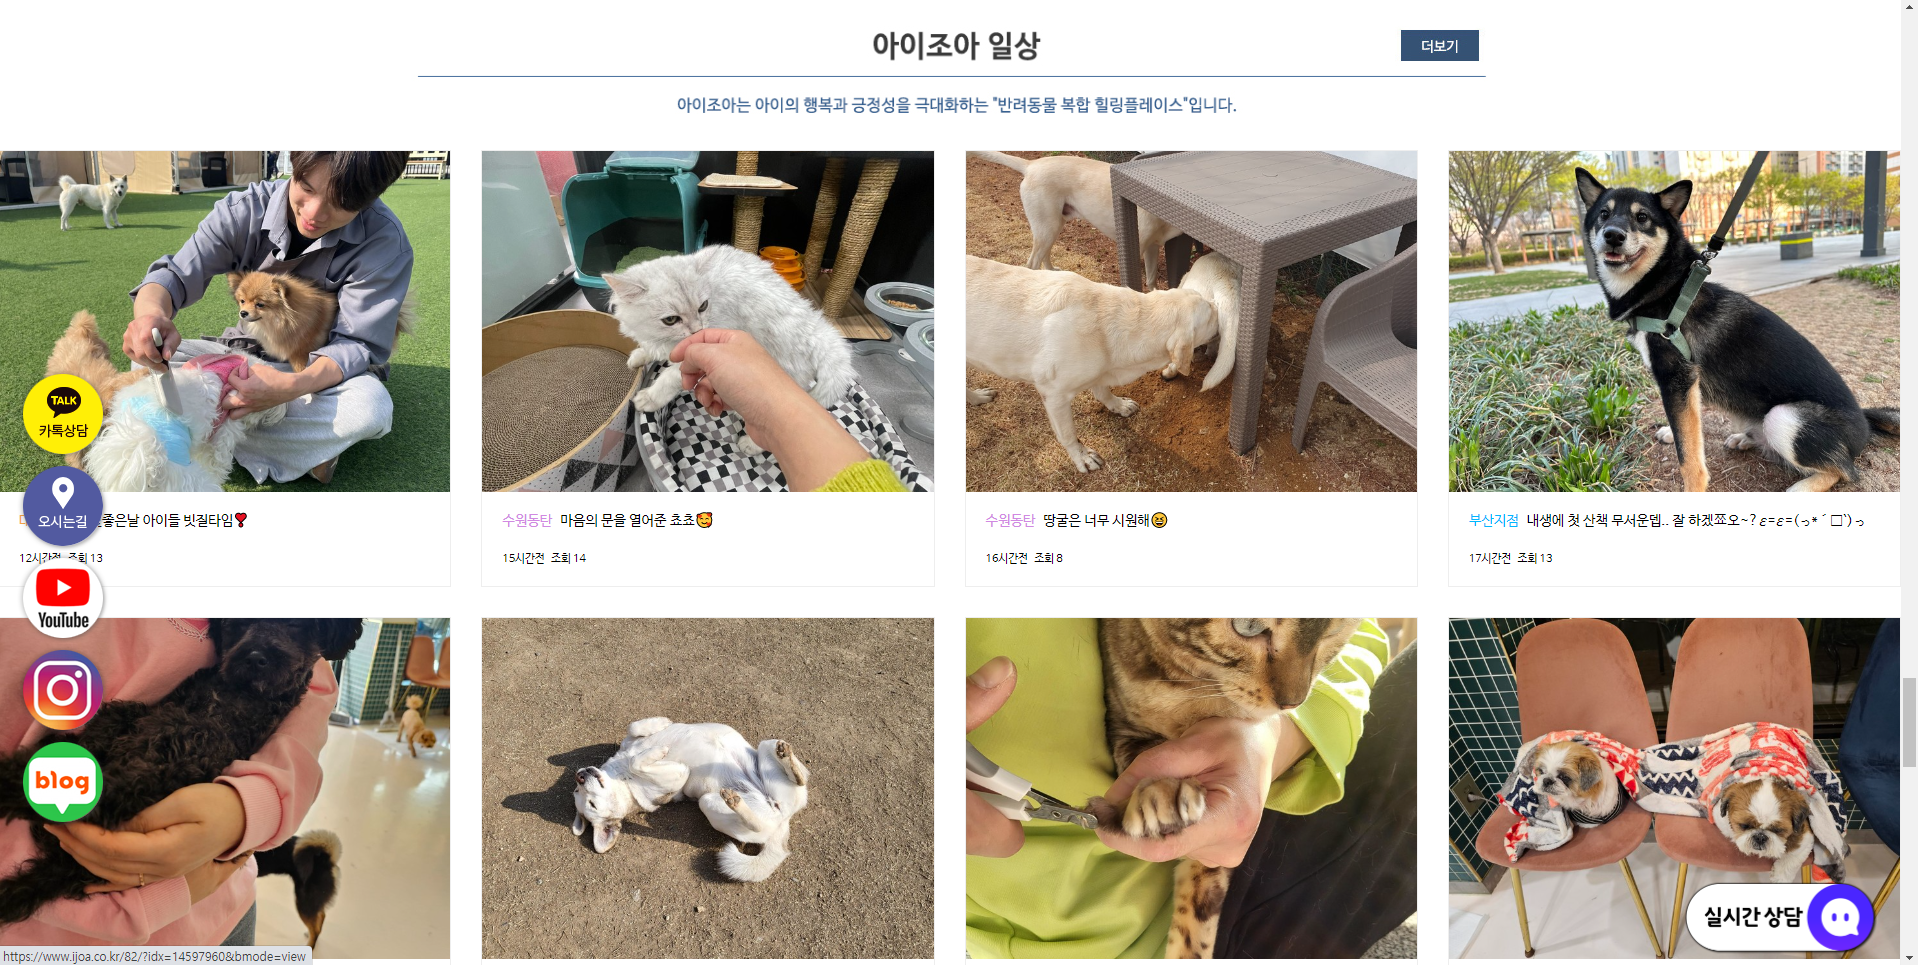 아이조아 일상
더보기
아이조아는 아이의 행복과 긍정성을 극대화하는 "반려동물 복합 힐링플레이스"입니다.
좋은날 아이들 빗질타임❣
12시간전 조회 13
수원동탄 마음의 문을 열어준 쵸쵸🥰
15시간전 조회 14
수원동탄 땅굴은 너무 시원해😆
16시간전 조회 8
부산지점 내생에 첫 산책 무서운뎁.. 잘 하겠쬬오~? ε=ε=(っ*´□`)っ
17시간전 조회 13
TALK
카톡상담
오시는길
YouTube
blog
실시간 상담
https://www.ijoa.co.kr/82/?idx=14597960&bmode=view